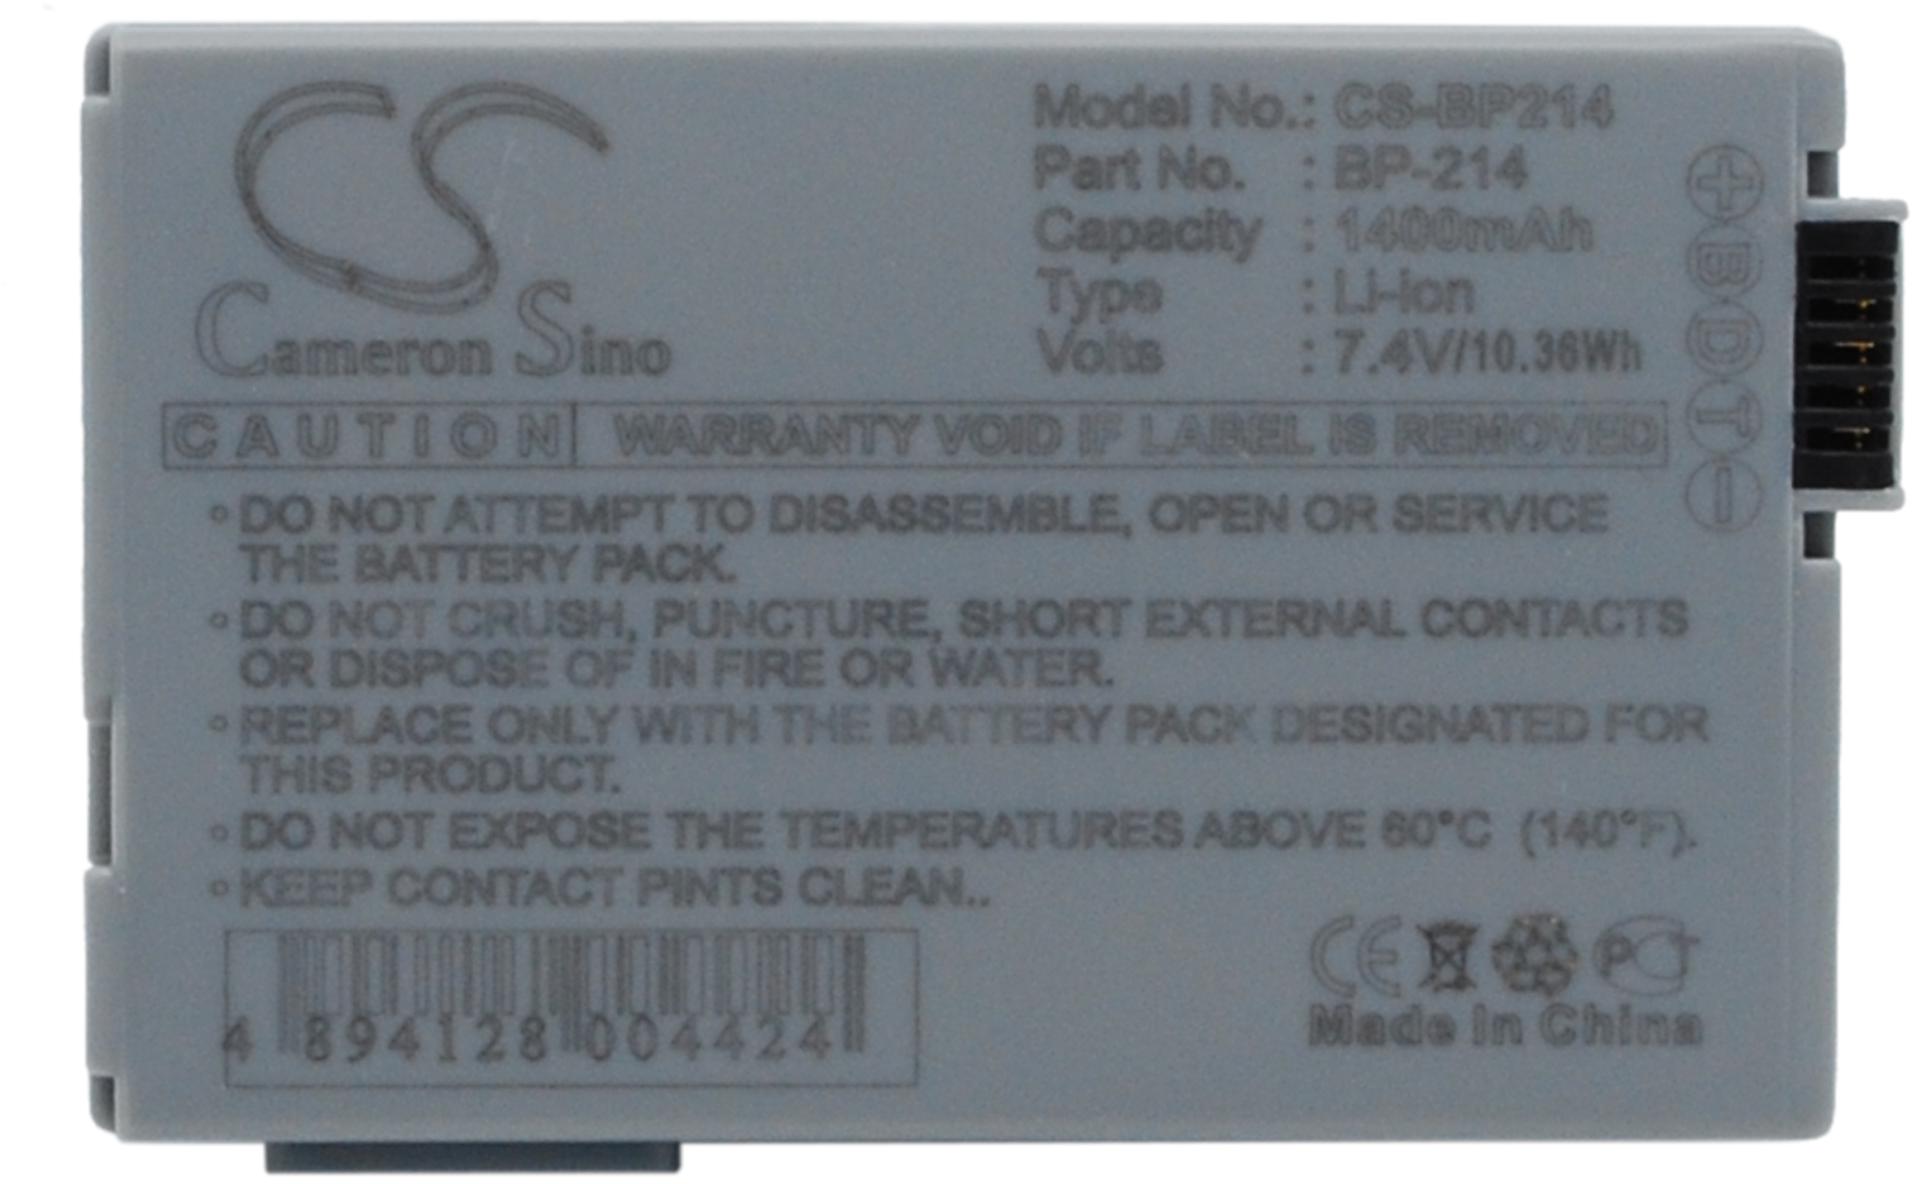 CS
Cameron Sino
Model No.: CS-BP214
Part No. : BP-214
Capacity : 1400mAh
Type : Li-ion
Volts : 7.4V/10.36Wh
+ B D T -
CAUTION WARRANTY VOID IF LABEL IS REMOVED
◦DO NOT ATTEMPT TO DISASSEMBLE, OPEN OR SERVICE
THE BATTERY PACK.
◦DO NOT CRUSH, PUNCTURE, SHORT EXTERNAL CONTACTS
OR DISPOSE OF IN FIRE OR WATER.
◦REPLACE ONLY WITH THE BATTERY PACK DESIGNATED FOR
THIS PRODUCT.
◦DO NOT EXPOSE THE TEMPERATURES ABOVE 60°C (140°F).
◦KEEP CONTACT PINTS CLEAN..
4 894128 004424
CE PCT
Made in China